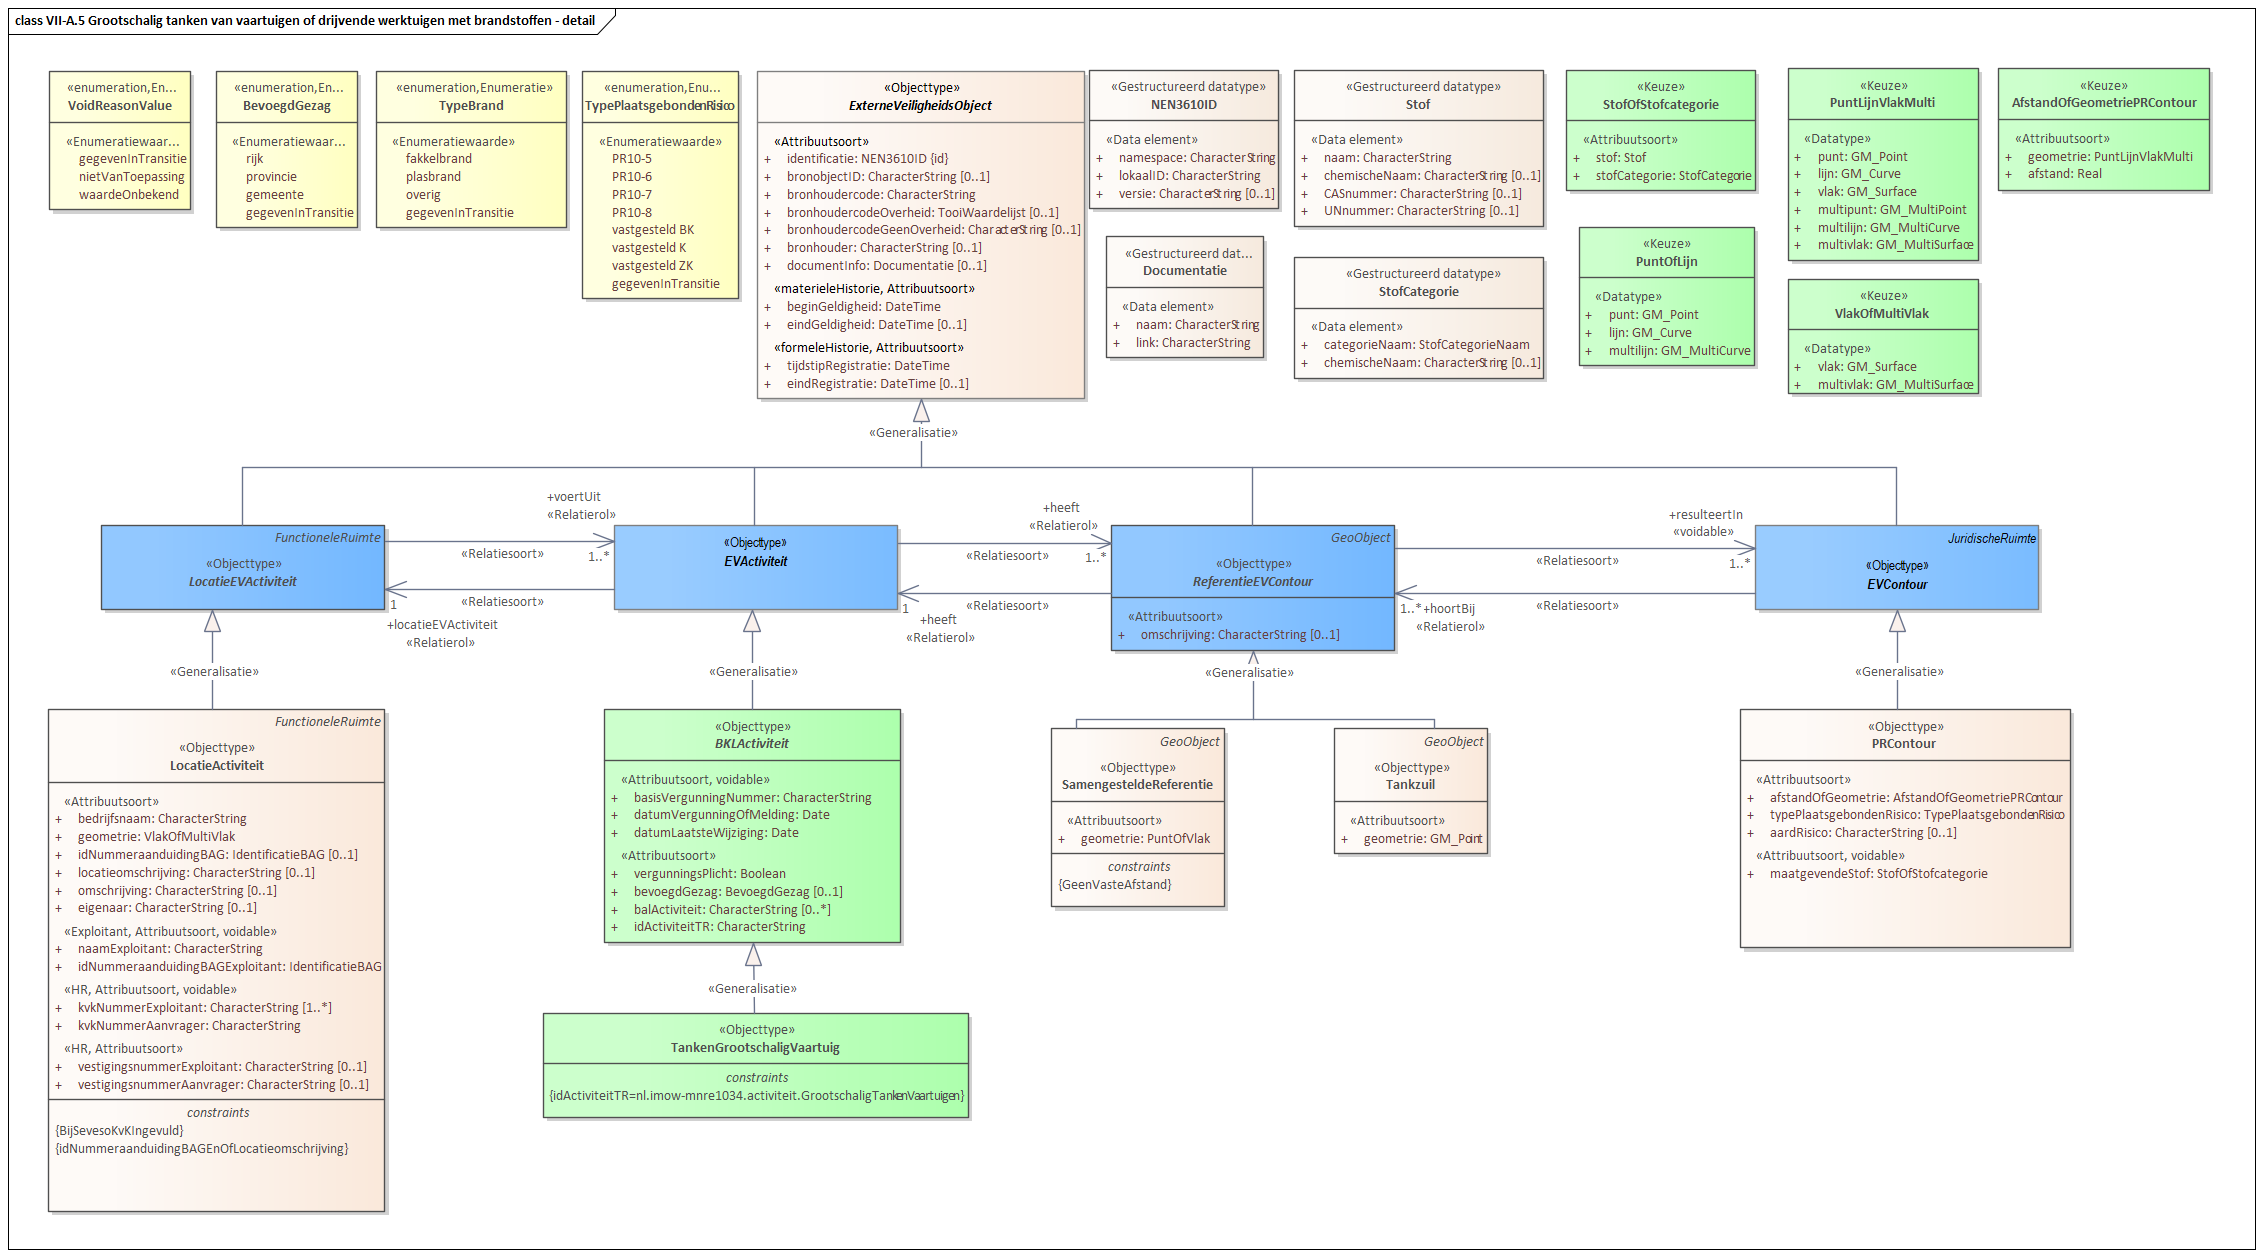 class VII-A.5 Grootschalig tanken van vaartuigen of drijvende werktuigen met brandstoffen - detail
«enumeration,En...
VoidReasonValue
«Enumeratiewaar...
gegevenInTransitie
nietVanToepassing
waardeOnbekend
«enumeration,En...
BevoegdGezag
«Enumeratiewaar...
rijk
provincie
gemeente
gegevenInTransitie
«enumeration,Enumeratie»
TypeBrand
«Enumeratiewaarde»
fakkelbrand
plasbrand
overig
gegevenInTransitie
«enumeration,Enu...
TypePlaatsgebondenRisico
«Enumeratiewaarde»
PR10-5
PR10-6
PR10-7
PR10-8
vastgesteld BK
vastgesteld K
vastgesteld ZK
gegevenInTransitie
«Objecttype»
ExterneVeiligheidsObject
«Attribuutsoort»
+ identificatie: NEN3610ID {id}
+ bronobjectID: CharacterString [0..1]
+ bronhoudercode: CharacterString
+ bronhoudercodeOverheid: TooiWaardelijst [0..1]
+ bronhoudercodeGeenOverheid: CharacterString [0..1]
+ bronhouder: CharacterString [0..1]
+ documentInfo: Documentatie [0..1]
«materieleHistorie, Attribuutsoort»
+ beginGeldigheid: DateTime
+ eindGeldigheid: DateTime [0..1]
«formeleHistorie, Attribuutsoort»
+ tijdstipRegistratie: DateTime
+ eindRegistratie: DateTime [0..1]
«Gestructureerd datatype»
NEN3610ID
«Data element»
+ namespace: CharacterString
+ lokaalID: CharacterString
+ versie: CharacterString [0..1]
«Gestructureerd dat...
Documentatie
«Data element»
+ naam: CharacterString
+ link: CharacterString
«Gestructureerd datatype»
Stof
«Data element»
+ naam: CharacterString
+ chemischeNaam: CharacterString [0..1]
+ CASnummer: CharacterString [0..1]
+ UNnummer: CharacterString [0..1]
«Gestructureerd datatype»
StofCategorie
«Data element»
+ categorieNaam: StofCategorieNaam
+ chemischeNaam: CharacterString [0..1]
«Keuze»
StofOfStofcategorie
«Attribuutsoort»
+ stof: Stof
+ stofCategorie: StofCategorie
«Keuze»
PuntOfLijn
«Datatype»
+ punt: GM_Point
+ lijn: GM_Curve
+ multilijn: GM_MultiCurve
«Keuze»
PuntLijnVlakMulti
«Datatype»
+ punt: GM_Point
+ lijn: GM_Curve
+ vlak: GM_Surface
+ multipunt: GM_MultiPoint
+ multilijn: GM_MultiCurve
+ multivlak: GM_MultiSurface
«Keuze»
VlakOfMultiVlak
«Datatype»
+ vlak: GM_Surface
+ multivlak: GM_MultiSurface
«Keuze»
AfstandOfGeometriePRContour
«Attribuutsoort»
+ geometrie: PuntLijnVlakMulti
+ afstand: Real
«Generalisatie»
FunctioneleRuimte
«Objecttype»
LocatieEVActiviteit
+voertUit
«Relatierol»
«Relatiesoort»
1..*
«Relatiesoort»
1
+locatieEVActiviteit
«Relatierol»
«Objecttype»
EVActiviteit
+heeft
«Relatierol»
«Relatiesoort»
1..*
«Relatiesoort»
1
+heeft
«Relatierol»
GeoObject
«Objecttype»
ReferentieEVContour
«Attribuutsoort»
+ omschrijving: CharacterString [0..1]
+resulteertIn
«voidable»
«Relatiesoort»
1..*
«Relatiesoort»
1..* +hoortBij
«Relatierol»
JuridischeRuimte
«Objecttype»
EVContour
«Generalisatie»
«Generalisatie»
«Generalisatie»
«Generalisatie»
FunctioneleRuimte
«Objecttype»
LocatieActiviteit
«Attribuutsoort»
+ bedrijfsnaam: CharacterString
+ geometrie: VlakOfMultiVlak
+ idNummeraanduidingBAG: IdentificatieBAG [0..1]
+ locatieomschrijving: CharacterString [0..1]
+ omschrijving: CharacterString [0..1]
+ eigenaar: CharacterString [0..1]
«Exploitant, Attribuutsoort, voidable»
+ naamExploitant: CharacterString
+ idNummeraanduidingBAGExploitant: IdentificatieBAG
«HR, Attribuutsoort, voidable»
+ kvkNummerExploitant: CharacterString [1..*]
+ kvkNummerAanvrager: CharacterString
«HR, Attribuutsoort»
+ vestigingsnummerExploitant: CharacterString [0..1]
+ vestigingsnummerAanvrager: CharacterString [0..1]
constraints
{BijSevesoKvKIngevuld}
{idNummeraanduidingBAGEnOfLocatieomschrijving}
«Objecttype»
BKLActiviteit
«Attribuutsoort, voidable»
+ basisVergunningNummer: CharacterString
+ datumVergunningOfMelding: Date
+ datumLaatsteWijziging: Date
«Attribuutsoort»
+ vergunningsPlicht: Boolean
+ bevoegdGezag: BevoegdGezag [0..1]
+ balActiviteit: CharacterString [0..*]
+ idActiviteitTR: CharacterString
«Generalisatie»
«Objecttype»
TankenGrootschaligVaartuig
constraints
{idActiviteitTR=nl.imow-mnre1034.activiteit.GrootschaligTankenVaartuigen}
GeoObject
«Objecttype»
SamengesteldeReferentie
«Attribuutsoort»
+ geometrie: PuntOfVlak
constraints
{GeenVasteAfstand}
GeoObject
«Objecttype»
Tankzuil
«Attribuutsoort»
+ geometrie: GM_Point
«Objecttype»
PRContour
«Attribuutsoort»
+ afstandOfGeometrie: AfstandOfGeometriePRContour
+ typePlaatsgebondenRisico: TypePlaatsgebondenRisico
+ aardRisico: CharacterString [0..1]
«Attribuutsoort, voidable»
+ maatgevendeStof: StofOfStofcategorie